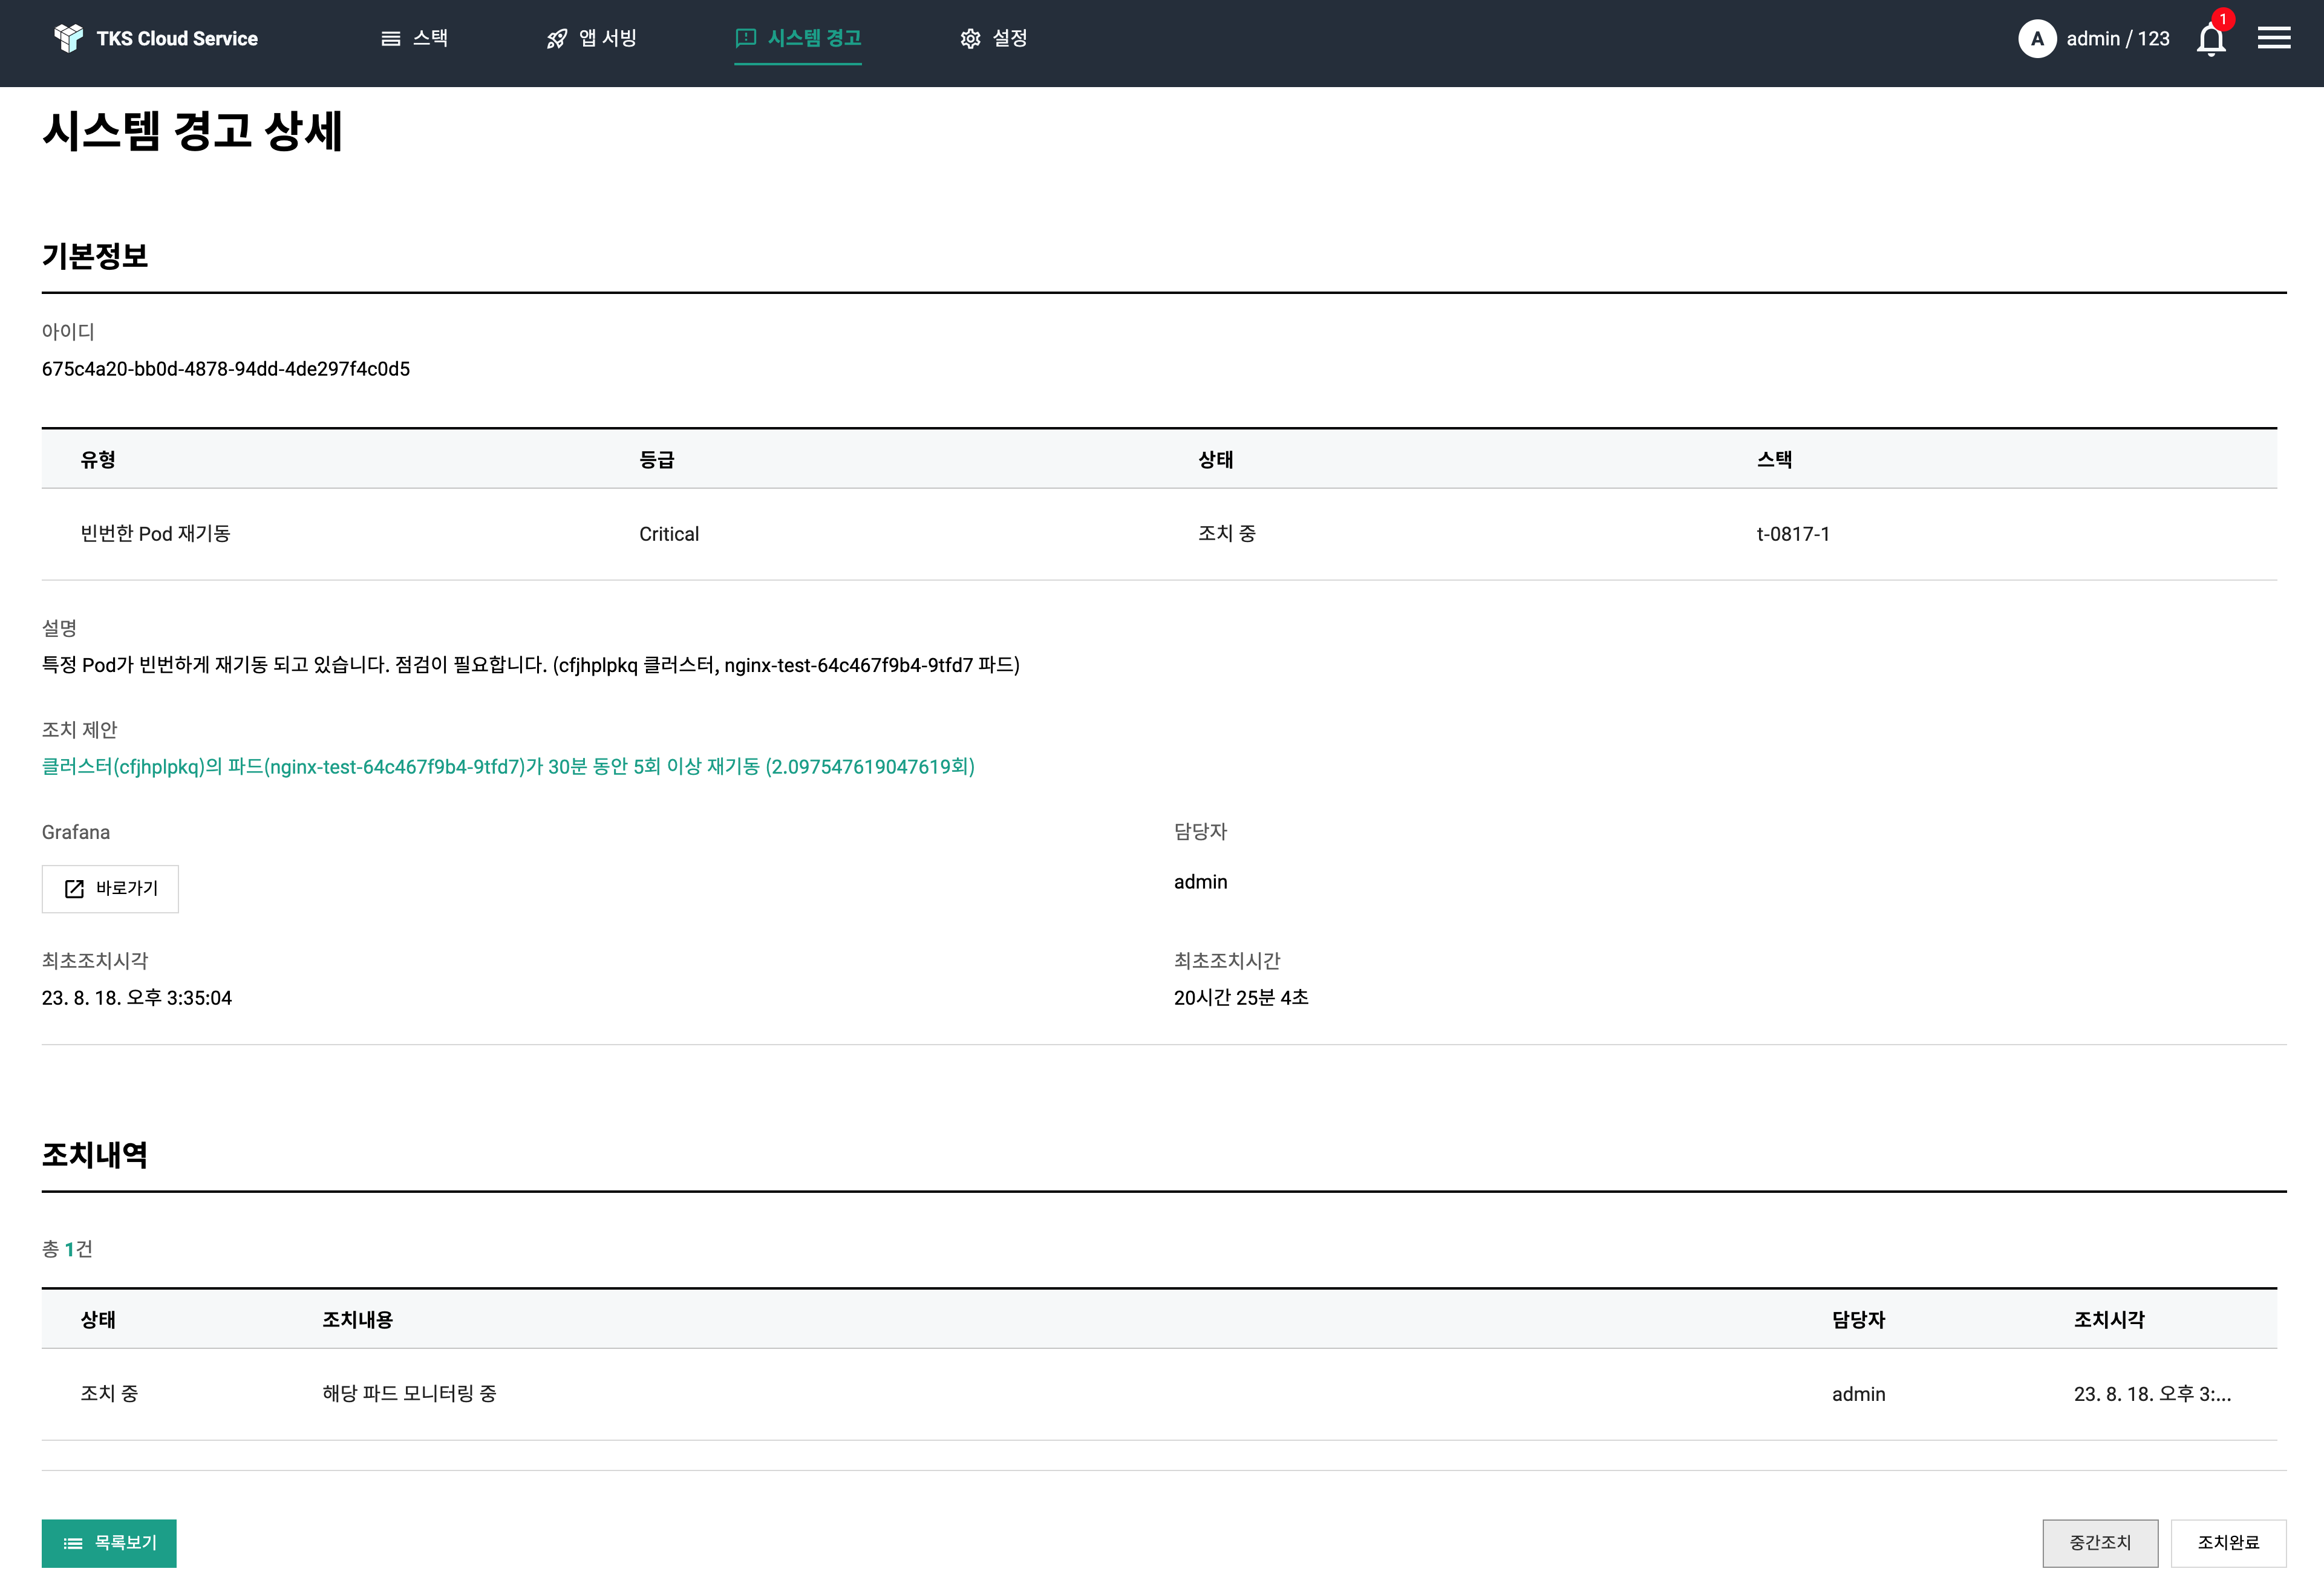 TKS Cloud Service 스택 앱 서빙 시스템 경고 설정 A admin / 123 1
시스템 경고 상세
기본정보
아이디
675c4a20-bb0d-4878-94dd-4de297f4c0d5
유형 등급 상태 스택
빈번한 Pod 재기동 Critical 조치 중 t-0817-1
설명
특정 Pod가 빈번하게 재기동 되고 있습니다. 점검이 필요합니다. (cfjhplpkq 클러스터, nginx-test-64c467f9b4-9tfd7 파드)
조치 제안
클러스터(cfjhplpkq)의 파드(nginx-test-64c467f9b4-9tfd7)가 30분 동안 5회 이상 재기동 (2.097547619047619회)
Grafana 담당자
바로가기 admin
최초조치시각 최초조치시간
23. 8. 18. 오후 3:35:04 20시간 25분 4초
조치내역
총 1건
상태 조치내용 담당자 조치시각
조치 중 해당 파드 모니터링 중 admin 23. 8. 18. 오후 3:...
목록보기 중간조치 조치완료